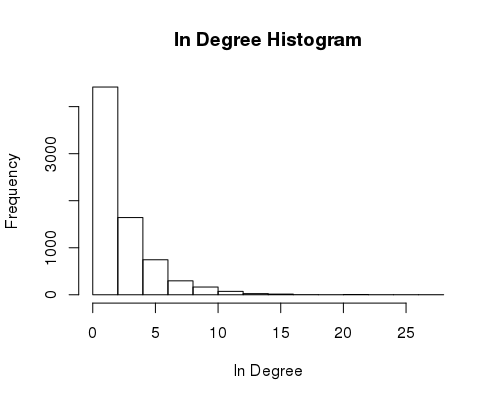 In Degree Histogram
Frequency
3000
1000
0
0 5 10 15 20 25
In Degree